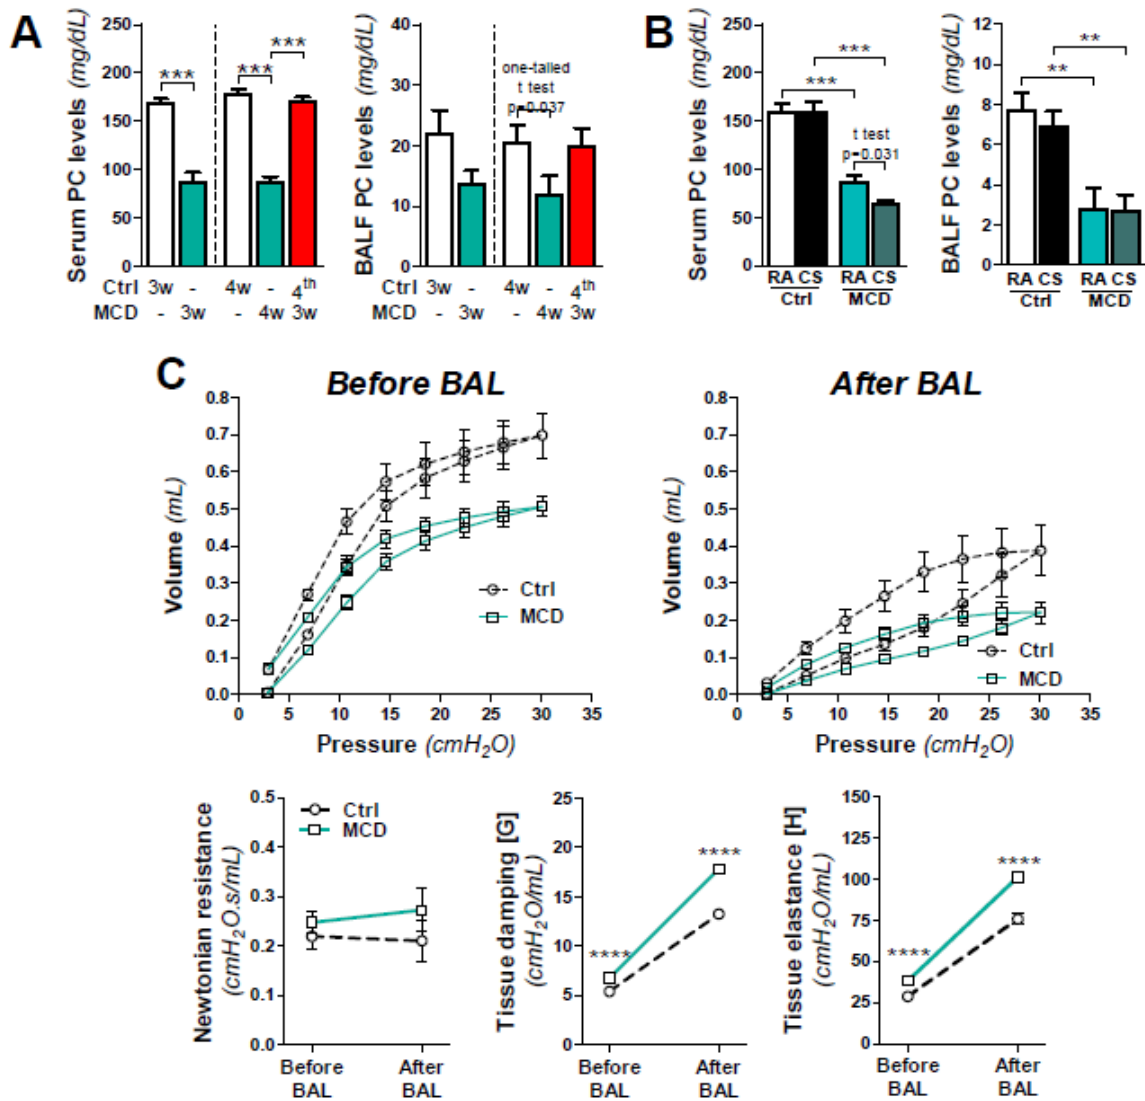 A
Serum PC levels (mg/dL)
250
200
150
100
50
0
***
***
***
Ctrl 3w - 4w - 4th
MCD - 3w - 4w 3w
BALF PC levels (mg/dL)
40
30
20
10
0
one-tailed
t test
p=0.037
Ctrl 3w - 4w - 4th
MCD - 3w - 4w 3w
B
Serum PC levels (mg/dL)
250
200
150
100
50
0
***
***
t test
p=0.031
RA CS RA CS
Ctrl MCD
BALF PC levels (mg/dL)
12
10
8
6
4
2
0
**
**
RA CS RA CS
Ctrl MCD
C
Before BAL
Volume (mL)
0.8
0.7
0.6
0.5
0.4
0.3
0.2
0.1
0.0
Ctrl
MCD
0 5 10 15 20 25 30 35
Pressure (cmH2O)
After BAL
Volume (mL)
0.8
0.7
0.6
0.5
0.4
0.3
0.2
0.1
0.0
Ctrl
MCD
0 5 10 15 20 25 30 35
Pressure (cmH2O)
Newtonian resistance
(cmH2O.s/mL)
0.5
0.4
0.3
0.2
0.1
0.0
Ctrl
MCD
Before After
BAL BAL
Tissue damping [G]
(cmH2O/mL)
25
20
15
10
5
0
****
****
Before After
BAL BAL
Tissue elastance [H]
(cmH2O/mL)
150
125
100
75
50
25
0
****
****
Before After
BAL BAL